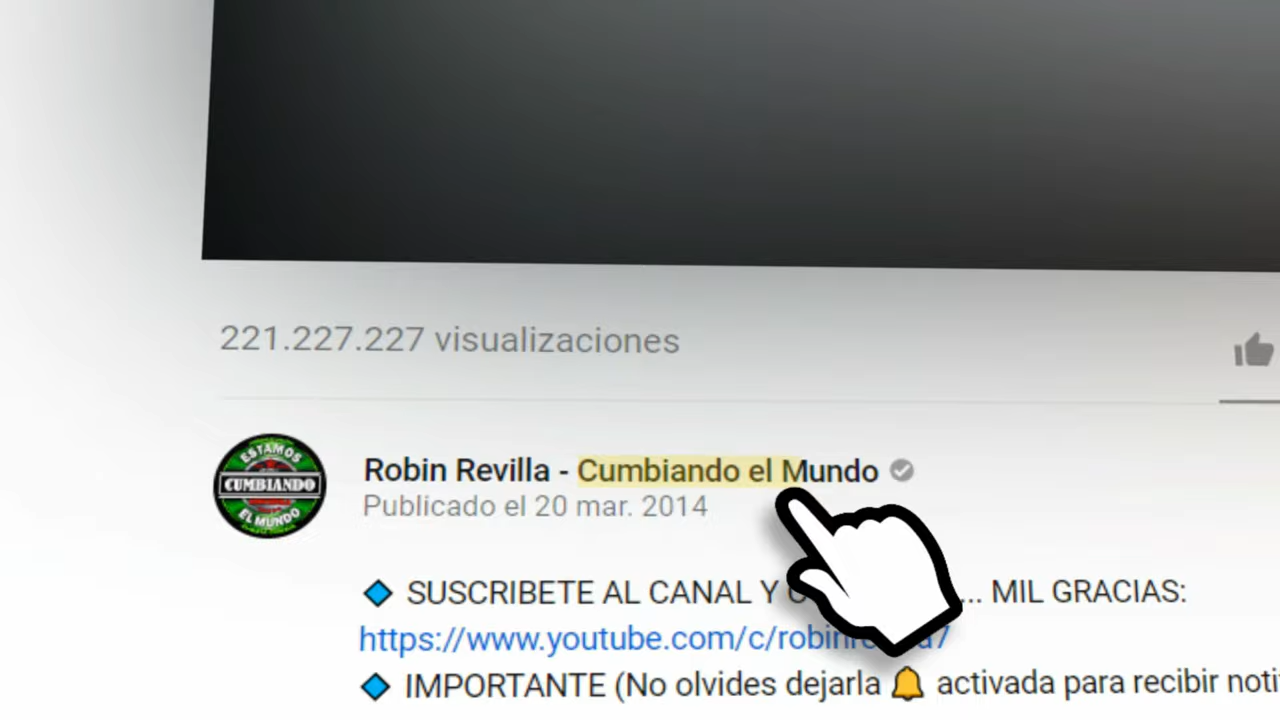 221.227.227 visualizaciones
ESTAMOS
CUMBIANDO
EL MUNDO
Robin Revilla - Cumbiando el Mundo
Publicado el 20 mar. 2014
SUSCRIBETE AL CANAL Y ... MIL GRACIAS:
https://www.youtube.com/c/robinrevilla7
IMPORTANTE (No olvides dejarla 🔔 activada para recibir noti